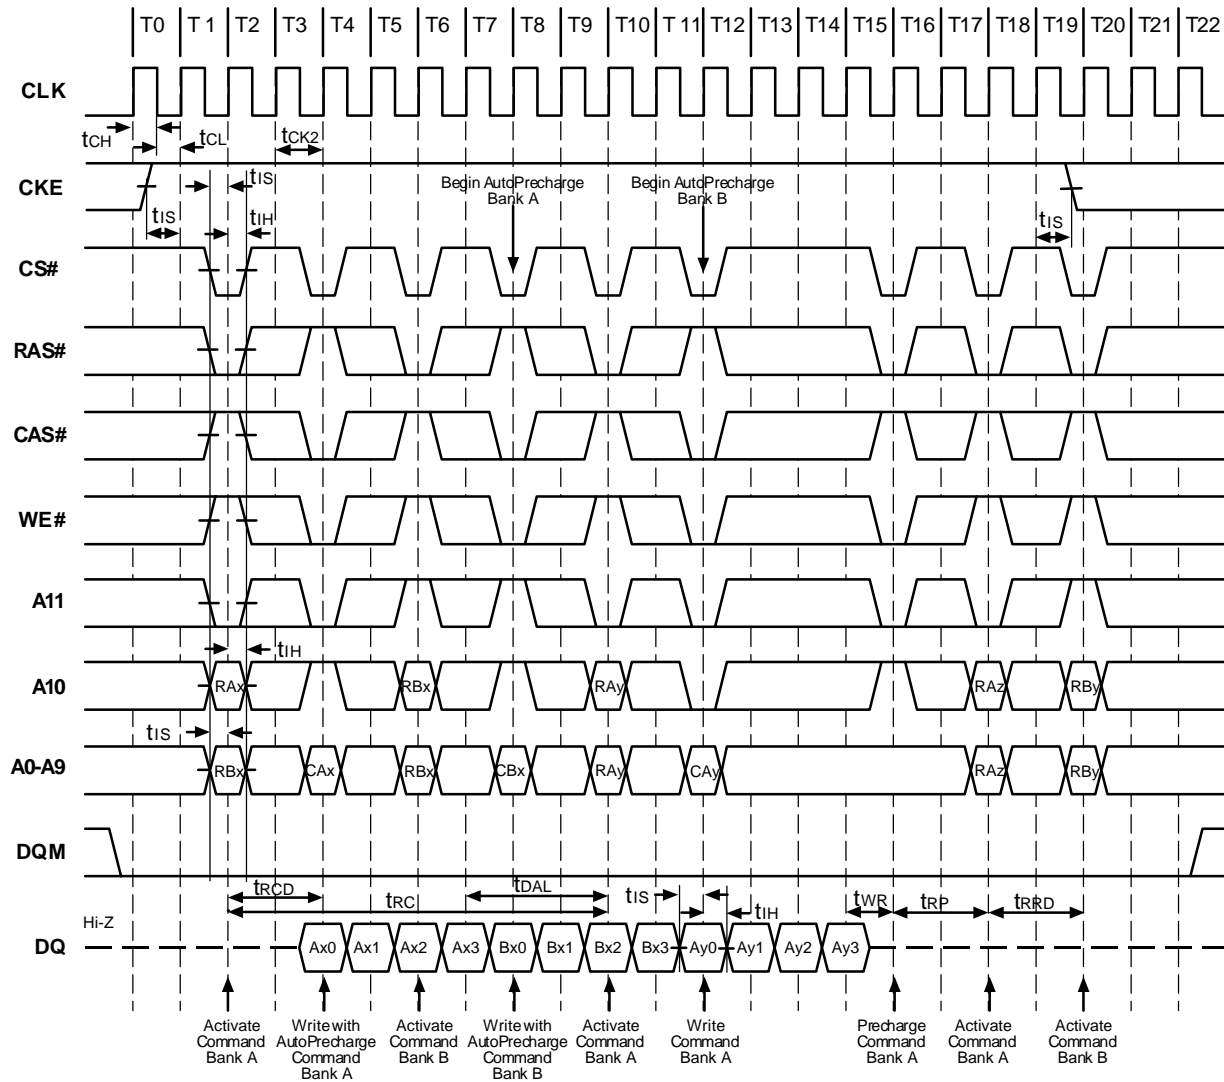 T0 T 1 T2 T3 T4 T5 T6 T7 T8 T9 T10 T 11 T12 T13 T14 T15 T16 T17 T18 T19 T20 T21 T22
CLK
tCH tCL tCK2
CKE
tIS
Begin AutoPrecharge
Bank A
Begin AutoPrecharge
Bank B
tIS tIH tIS
CS#
RAS#
CAS#
WE#
A11
tIH
A10 RAx RBx RAy RAz RBy
tIS
A0-A9 RBx CAx RBx CBx RAy CAy RAz RBy
DQM
tRCD tRC tDAL tIS tIH tWR tRP tRRD
Hi-Z
DQ Ax0 Ax1 Ax2 Ax3 Bx0 Bx1 Bx2 Bx3 Ay0 Ay1 Ay2 Ay3
Activate
Command
Bank A
Write with
AutoPrecharge
Command
Bank A
Activate
Command
Bank B
Write with
AutoPrecharge
Command
Bank B
Activate
Command
Bank A
Write
Command
Bank A
Precharge
Command
Bank A
Activate
Command
Bank A
Activate
Command
Bank B